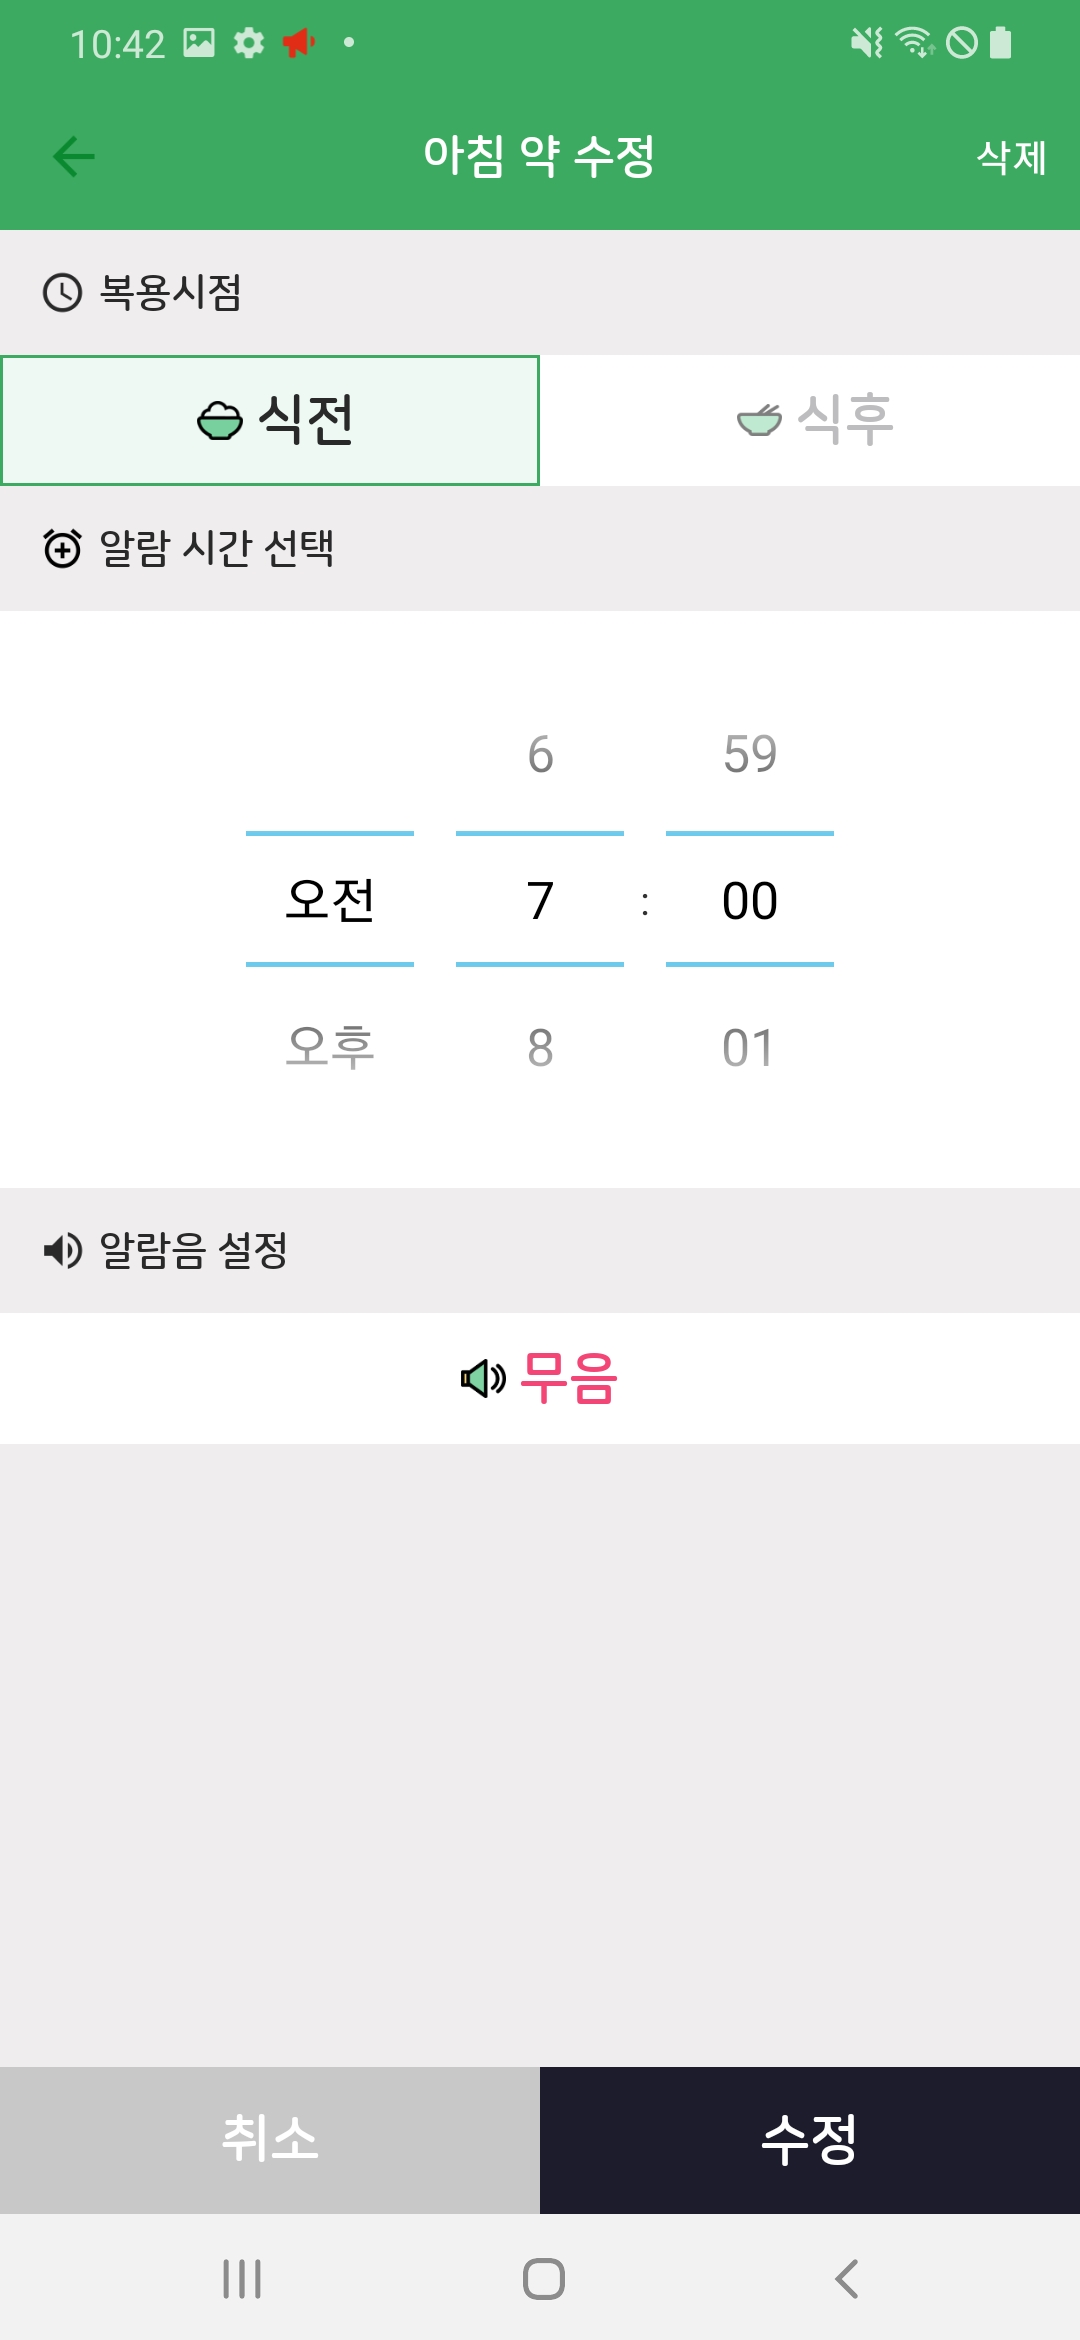 10:42
아침 약 수정
삭제
복용시점
식전
식후
알람 시간 선택
6 59
오전 7 : 00
오후 8 01
알람음 설정
무음
취소
수정